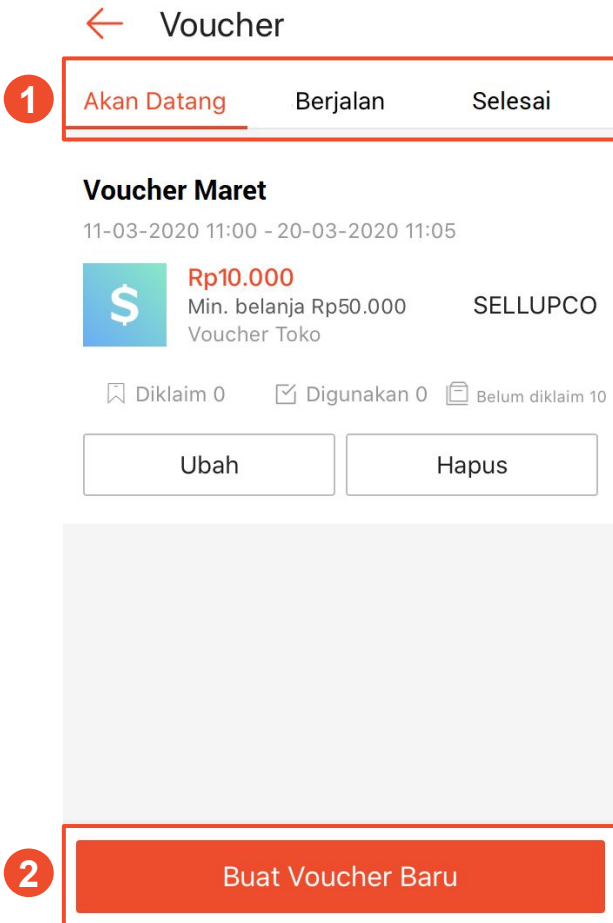 Voucher
1
Akan Datang Berjalan Selesai
Voucher Maret
11-03-2020 11:00 - 20-03-2020 11:05
$
Rp10.000
Min. belanja Rp50.000 SELLUPCO
Voucher Toko
Diklaim 0 Digunakan 0 Belum diklaim 10
Ubah Hapus
2
Buat Voucher Baru